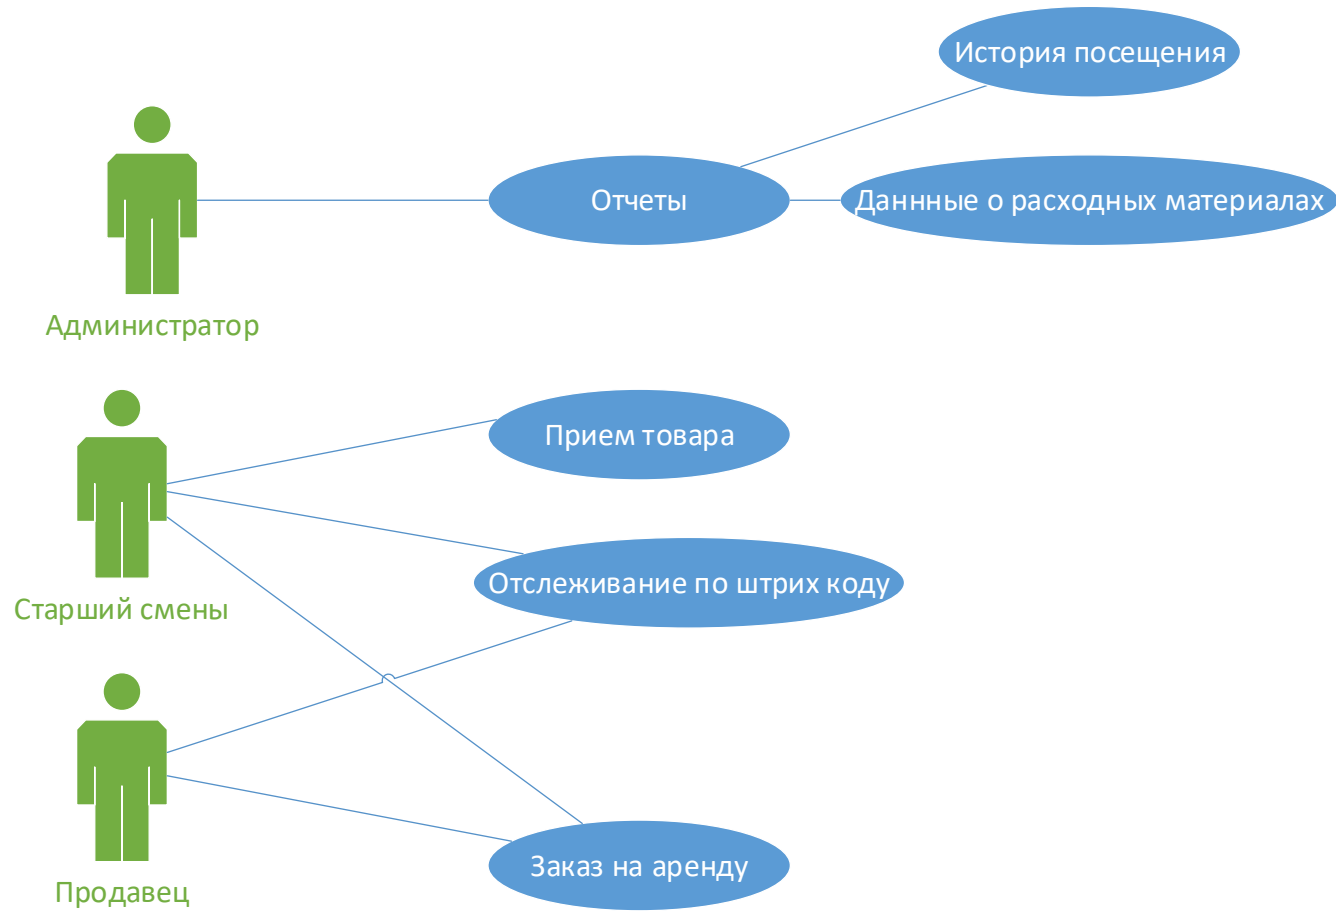 История посещения
Отчеты
Даннные о расходных материалах
Администратор
Прием товара
Отслеживание по штрих коду
Старший смены
Заказ на аренду
Продавец